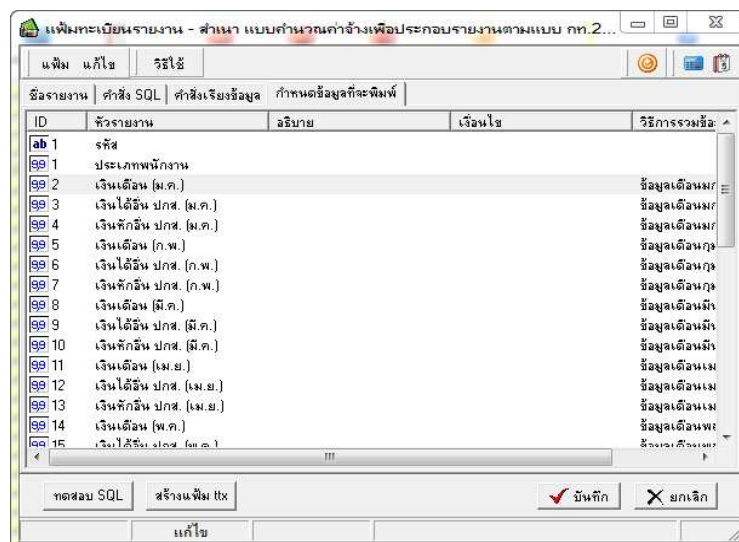 แฟ้มทะเบียนรายงาน - สำเนา แบบคำนวณค่าจ้างเพื่อประกอบรายงานตามแบบ กท.2...
แฟ้ม แก้ไข วิธีใช้
ชื่อรายงาน คำสั่ง SQL คำสั่งเรียงข้อมูล กำหนดข้อมูลที่จะพิมพ์
ID หัวรายงาน อธิบาย เงื่อนไข วิธีการรวมข้อ
ab 1 รหัส
99 1 ประเภทพนักงาน
99 2 เงินเดือน (ม.ค.) ข้อมูลเดือนมก
99 3 เงินได้อื่น ปกส. (ม.ค.) ข้อมูลเดือนมก
99 4 เงินหักอื่น ปกส. (ม.ค.) ข้อมูลเดือนมก
99 5 เงินเดือน (ก.พ.) ข้อมูลเดือนกุม
99 6 เงินได้อื่น ปกส. (ก.พ.) ข้อมูลเดือนกุม
99 7 เงินหักอื่น ปกส. (ก.พ.) ข้อมูลเดือนกุม
99 8 เงินเดือน (มี.ค.) ข้อมูลเดือนมีน
99 9 เงินได้อื่น ปกส. (มี.ค.) ข้อมูลเดือนมีน
99 10 เงินหักอื่น ปกส. (มี.ค.) ข้อมูลเดือนมีน
99 11 เงินเดือน (เม.ย.) ข้อมูลเดือนเม
99 12 เงินได้อื่น ปกส. (เม.ย.) ข้อมูลเดือนเม
99 13 เงินหักอื่น ปกส. (เม.ย.) ข้อมูลเดือนเม
99 14 เงินเดือน (พ.ค.) ข้อมูลเดือนพฤ
99 15 เงินได้อื่น ปกส. (พ.ค.)
ทดสอบ SQL สร้างแฟ้ม ttx บันทึก ยกเลิก
แก้ไข